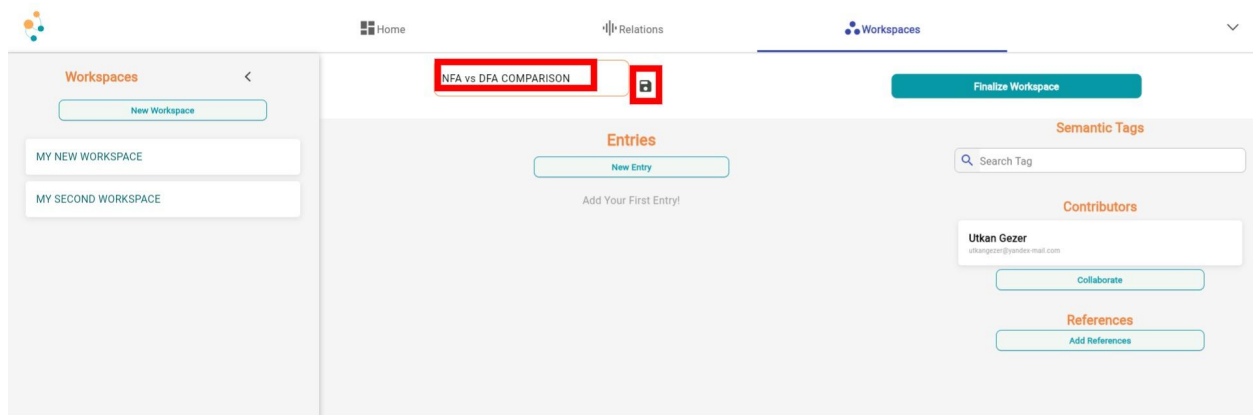 Home
Relations
Workspaces
Workspaces
New Workspace
MY NEW WORKSPACE
MY SECOND WORKSPACE
NFA vs DFA COMPARISON
Finalize Workspace
Entries
New Entry
Add Your First Entry!
Semantic Tags
Search Tag
Contributors
Utkan Gezer
utkangezer@yandex-mail.com
Collaborate
References
Add References